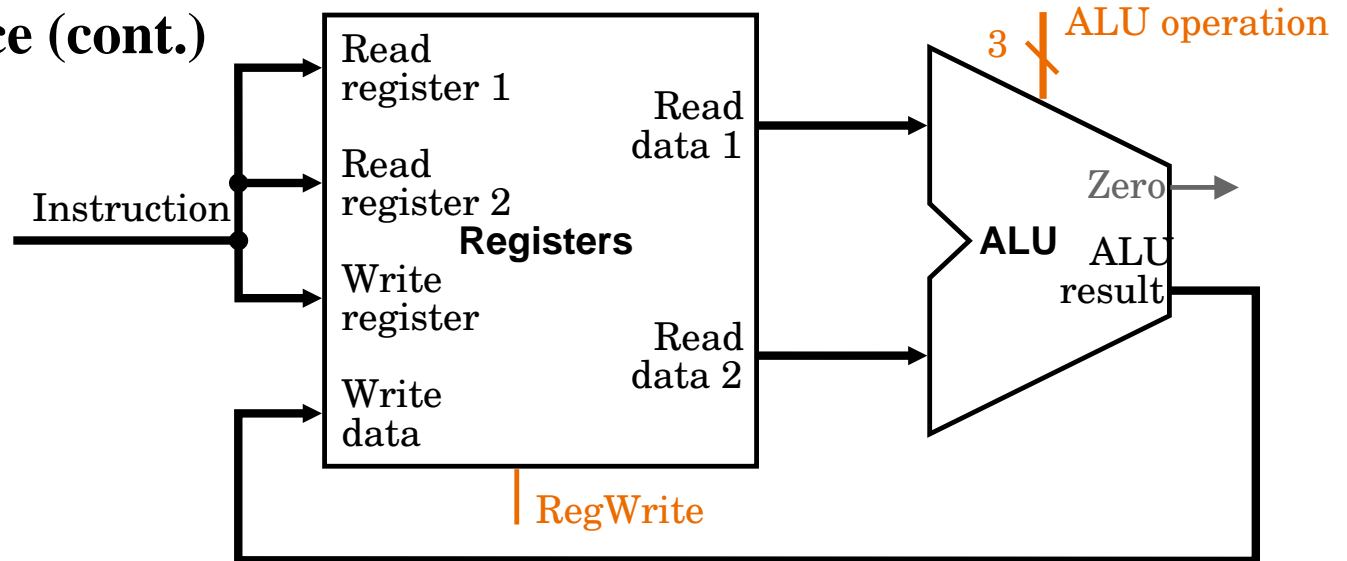 (cont.)
Read
register 1
Read
register 2
Instruction
Registers
Write
register
Write
data
Read
data 1
Read
data 2
RegWrite
3
ALU operation
Zero
ALU
ALU
result